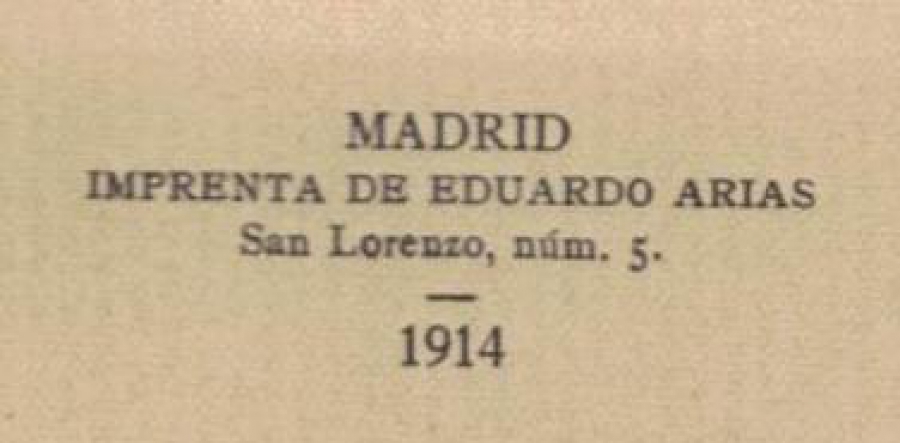 MADRID
IMPRENTA DE EDUARDO ARIAS
San Lorenzo, núm. 5.
—
1914